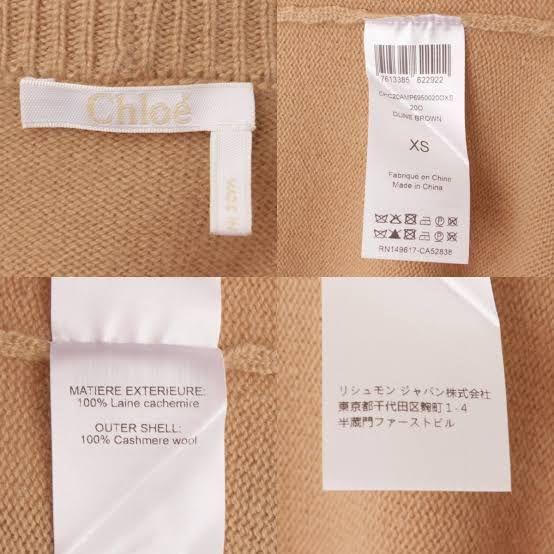 Chloé
7613385 622922
CHC20AMP6950020OXS
20O
DUNE BROWN
XS
Fabriqué en Chine
Made in China
RN149617-CA52838
MATIERE EXTERIEURE:
100% Laine cachemire
OUTER SHELL:
100% Cashmere wool
リシュモン ジャパン株式会社
東京都千代田区麹町1-4
半蔵門ファーストビル